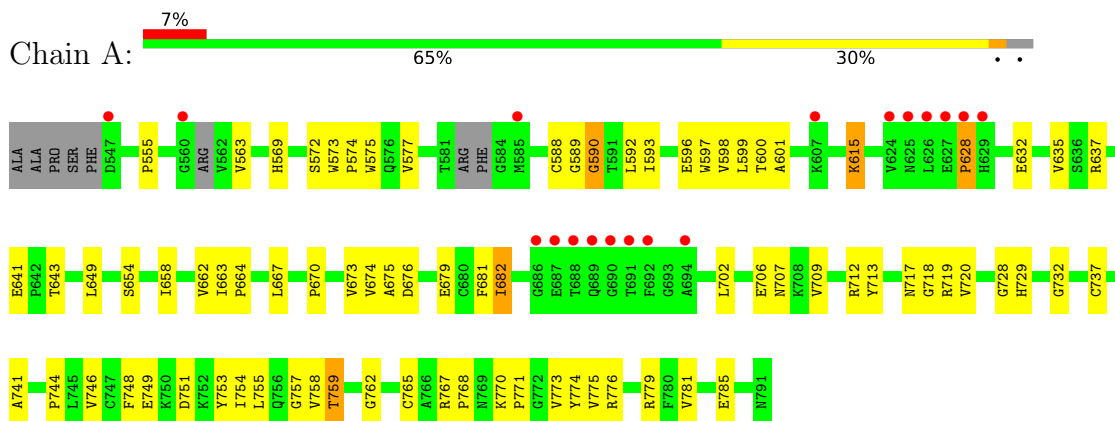 7%
Chain A:
65% 30% . .
ALA ALA PRO SER PHE D547 P555 G560 ARG V562 V563 H569 S572 W573 P574 W575 Q576 V577 T581 ARG PHE G584 M585 C588 G589 G590 T591 L592 I593 E596 W597 V598 L599 T600 A601 K607 K615 V624 N625 L626 E627 P628 H629 E632 V635 S636 R637
E641 P642 T643 L649 S654 I658 V662 I663 P664 L667 P670 V673 V674 A675 D676 E679 C680 F681 I682 G686 E687 T688 Q689 G690 T691 F692 G693 A694 L702 E706 N707 K708 V709 R712 Y713 N717 G718 R719 V720 G728 H729 G732 C737
A741 P744 L745 V746 C747 F748 E749 K750 D751 K752 Y753 I754 L755 Q756 G757 V758 T759 G762 C765 A766 R767 P768 N769 K770 P771 G772 V773 Y774 V775 R776 R779 F780 V781 E785 N791